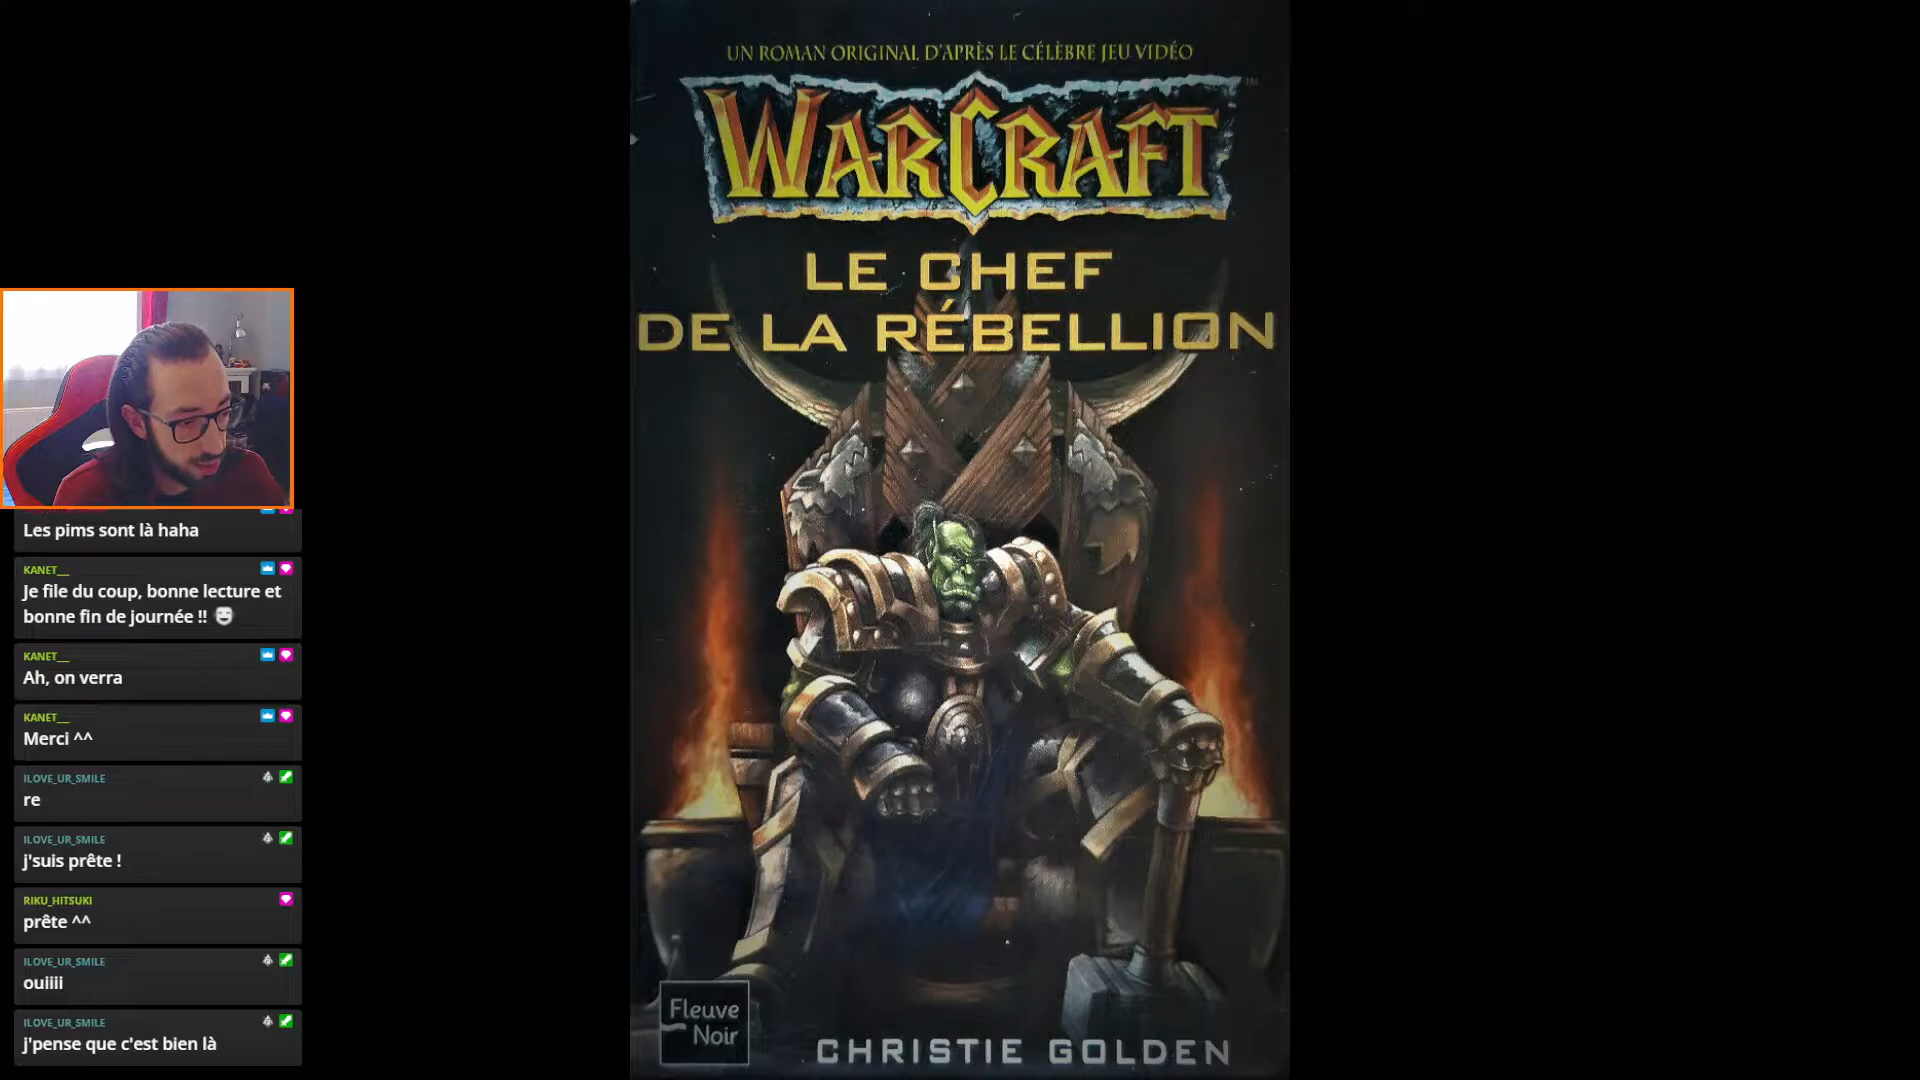 UN ROMAN ORIGINAL D'APRÈS LE CÉLÈBRE JEU VIDÉO
WARCRAFT™
LE CHEF
DE LA RÉBELLION
Fleuve
Noir
CHRISTIE GOLDEN
Les pims sont là haha
KANET__
Je file du coup, bonne lecture et
bonne fin de journée !!
KANET__
Ah, on verra
KANET__
Merci ^^
ILOVE_UR_SMILE
re
ILOVE_UR_SMILE
j'suis prête !
RIKU_HITSUKI
prête ^^
ILOVE_UR_SMILE
ouiiii
ILOVE_UR_SMILE
j'pense que c'est bien là